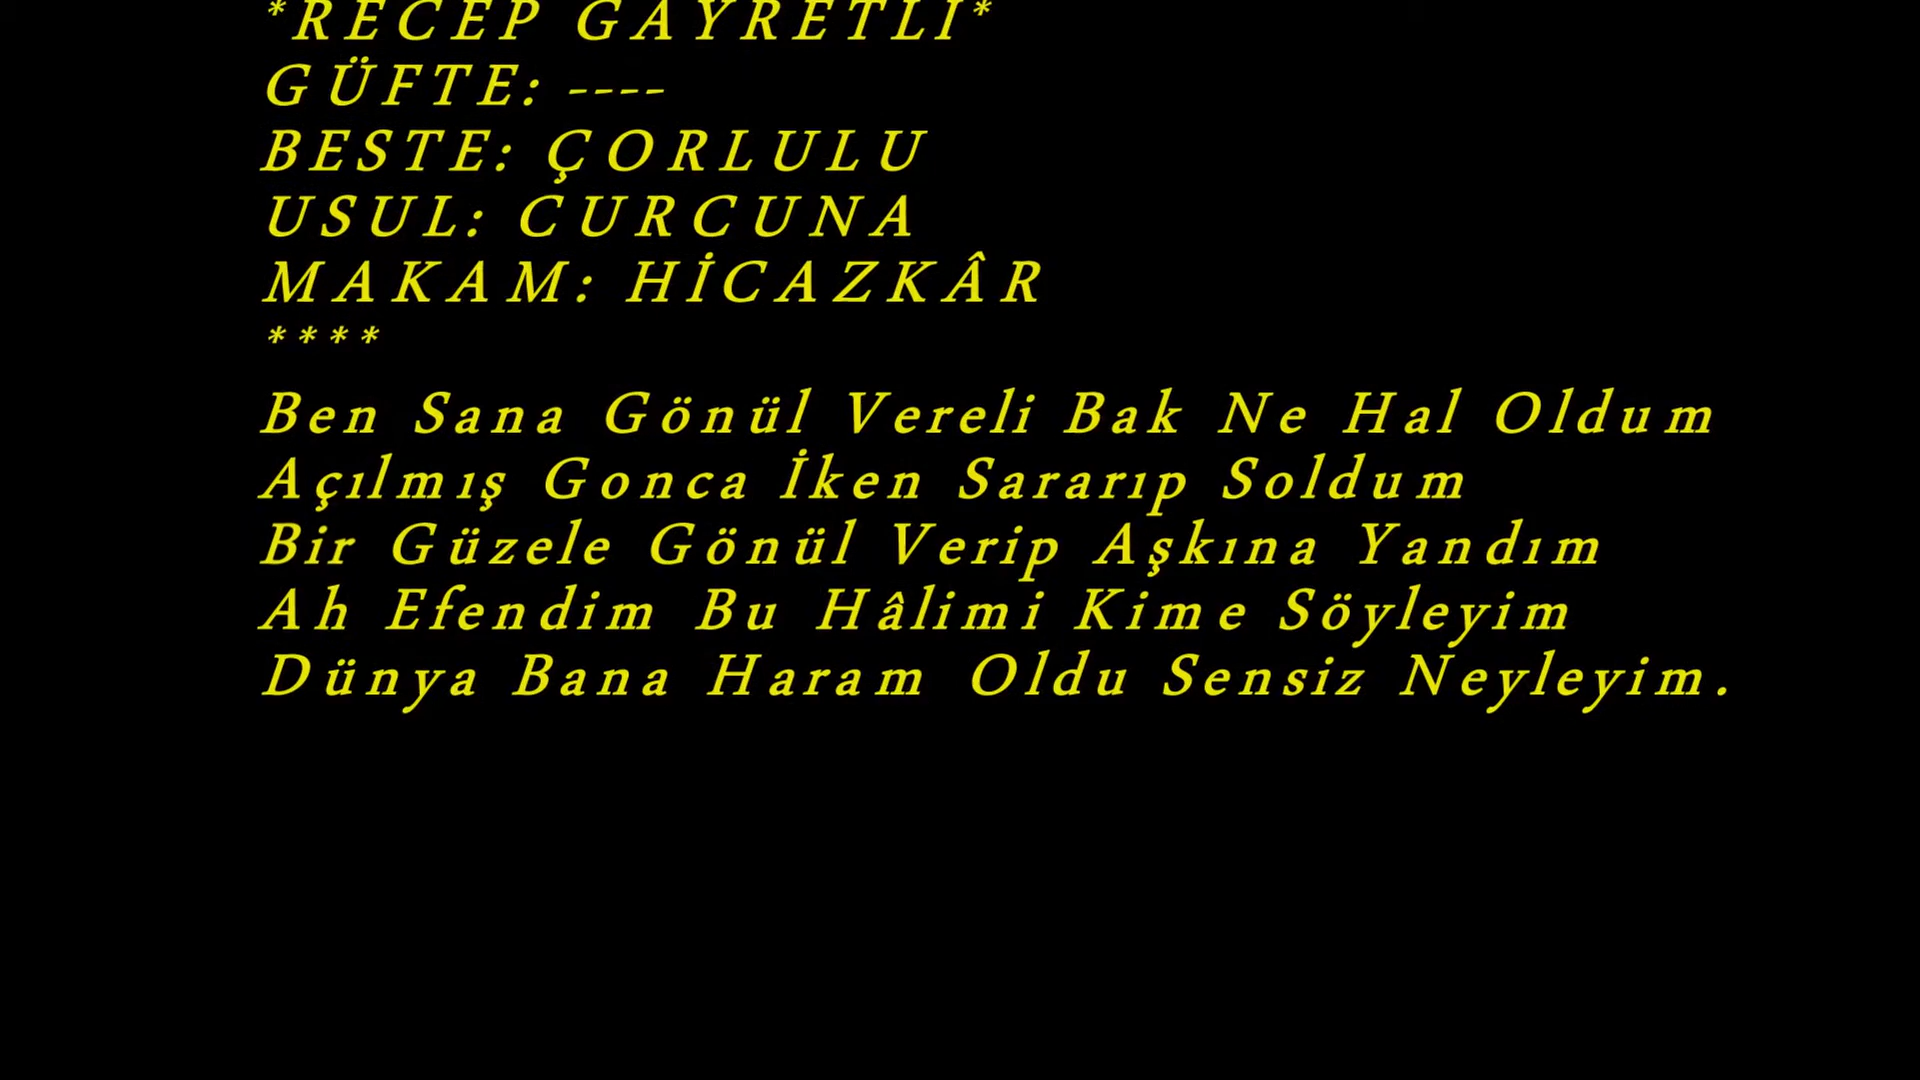 *RECEP GAYRETLİ*
GÜFTE: ----
BESTE: ÇORLULU
USUL: CURCUNA
MAKAM: HİCAZKÂR
****
Ben Sana Gönül Vereli Bak Ne Hal Oldum
Açılmış Gonca İken Sararıp Soldum
Bir Güzele Gönül Verip Aşkına Yandım
Ah Efendim Bu Hâlimi Kime Söyleyim
Dünya Bana Haram Oldu Sensiz Neyleyim.